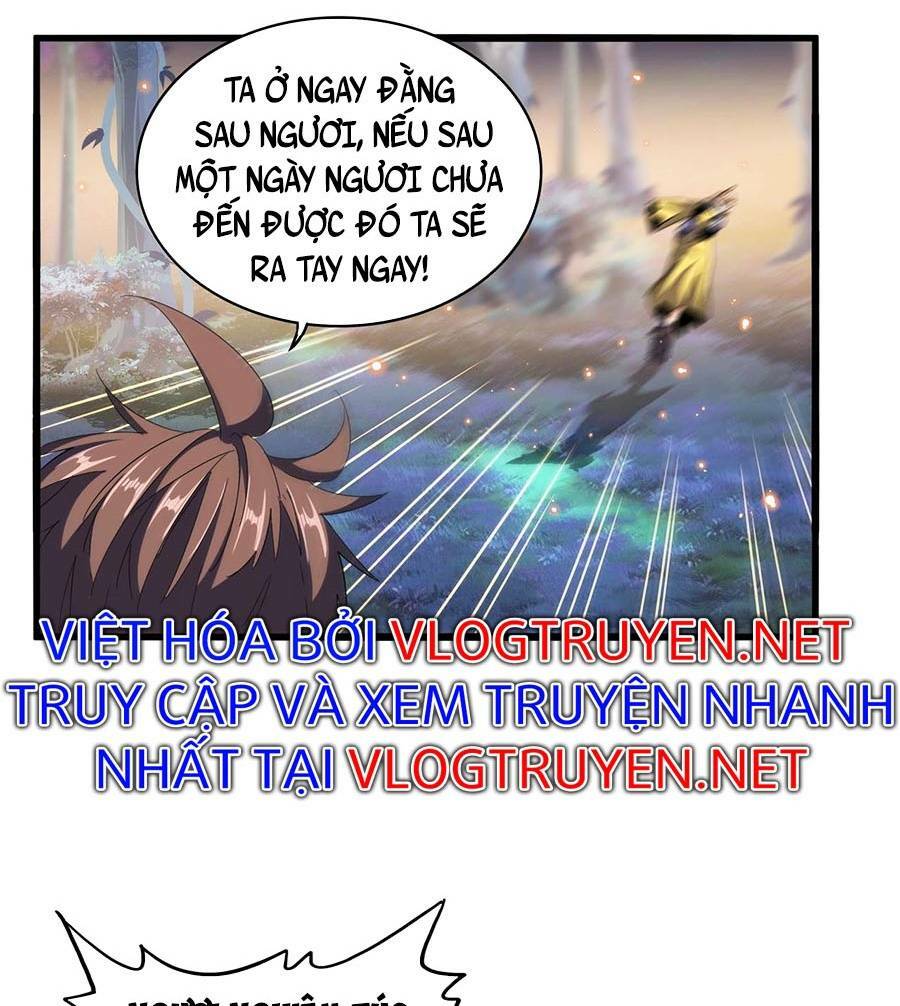 TA Ở NGAY ĐẰNG
SAU NGƯƠI, NẾU SAU
MỘT NGÀY NGƯƠI CHƯA
ĐẾN ĐƯỢC ĐÓ TA SẼ
RA TAY NGAY!
VIỆT HÓA BỞI VLOGTRUYEN.NET
TRUY CẬP VÀ XEM TRUYỆN NHANH
NHẤT TẠI VLOGTRUYEN.NET